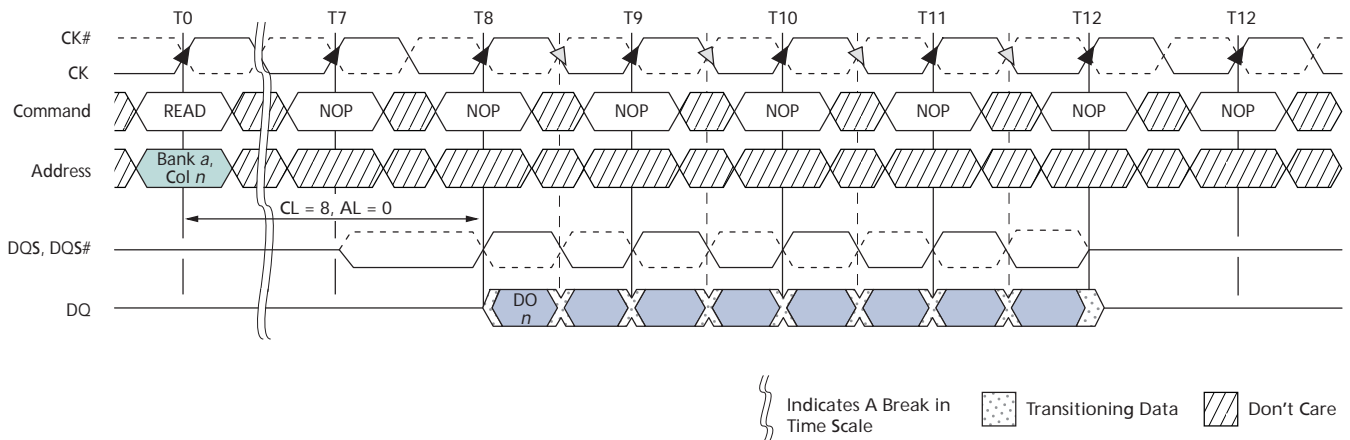 T0 T7 T8 T9 T10 T11 T12 T12
CK#
CK
Command READ NOP NOP NOP NOP NOP NOP NOP
Address Bank a,
Col n
CL = 8, AL = 0
DQS, DQS#
DQ DO
n
Indicates A Break in
Time Scale
Transitioning Data
Don't Care